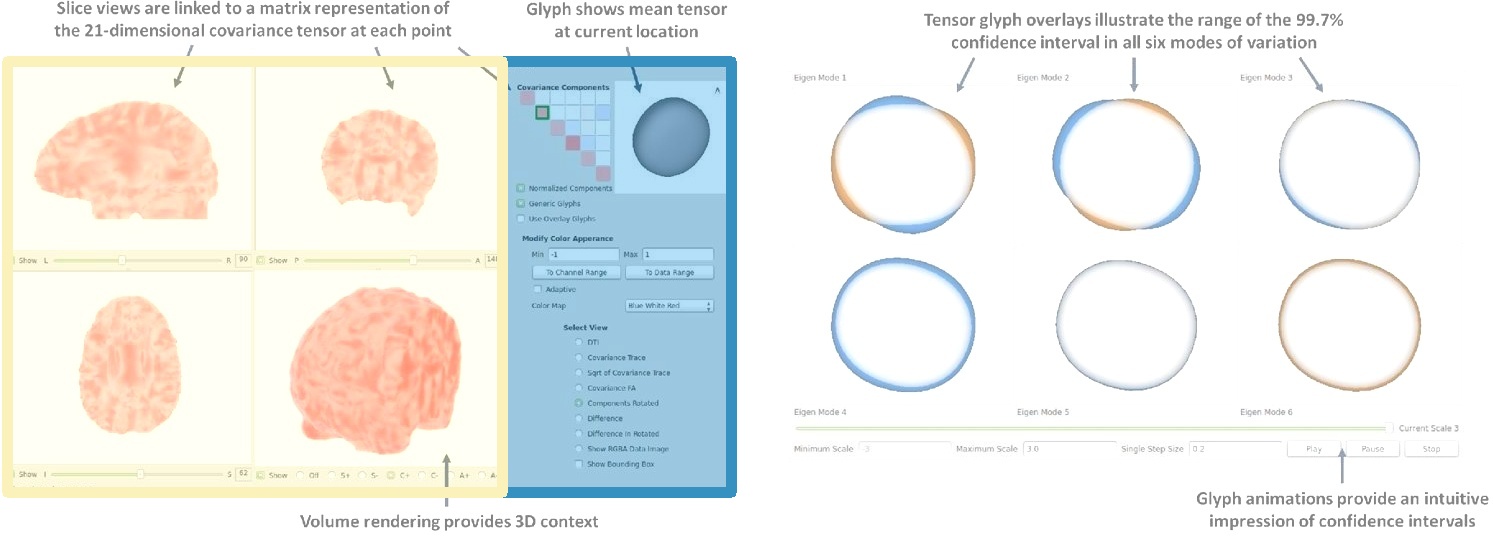 Slice views are linked to a matrix representation of
the 21-dimensional covariance tensor at each point
Glyph shows mean tensor
at current location
Tensor glyph overlays illustrate the range of the 99.7%
confidence interval in all six modes of variation
Show L R 90
Show P A
Show I S 62
Show Off S+ S- C+ C- A+
Volume rendering provides 3D context
Covariance Components
Normalized Components
Generic Glyphs
Use Overlay Glyphs
Modify Color Apperance
Min -1 Max 1
To Channel Range To Data Range
Adaptive
Color Map Blue White Red
Select View
DTI
Covariance Trace
Sqrt of Covariance Trace
Covariance FA
Components Rotated
Difference
Difference in Rotated
Show RGBA Data Image
Show Bounding Box
Eigen Mode 1 Eigen Mode 2 Eigen Mode 3
Eigen Mode 4 Eigen Mode 5 Eigen Mode 6
Current Scale 3
Minimum Scale Maximum Scale 3.0 Single Step Size 0.2 Play Pause Stop
Glyph animations provide an intuitive
impression of confidence intervals